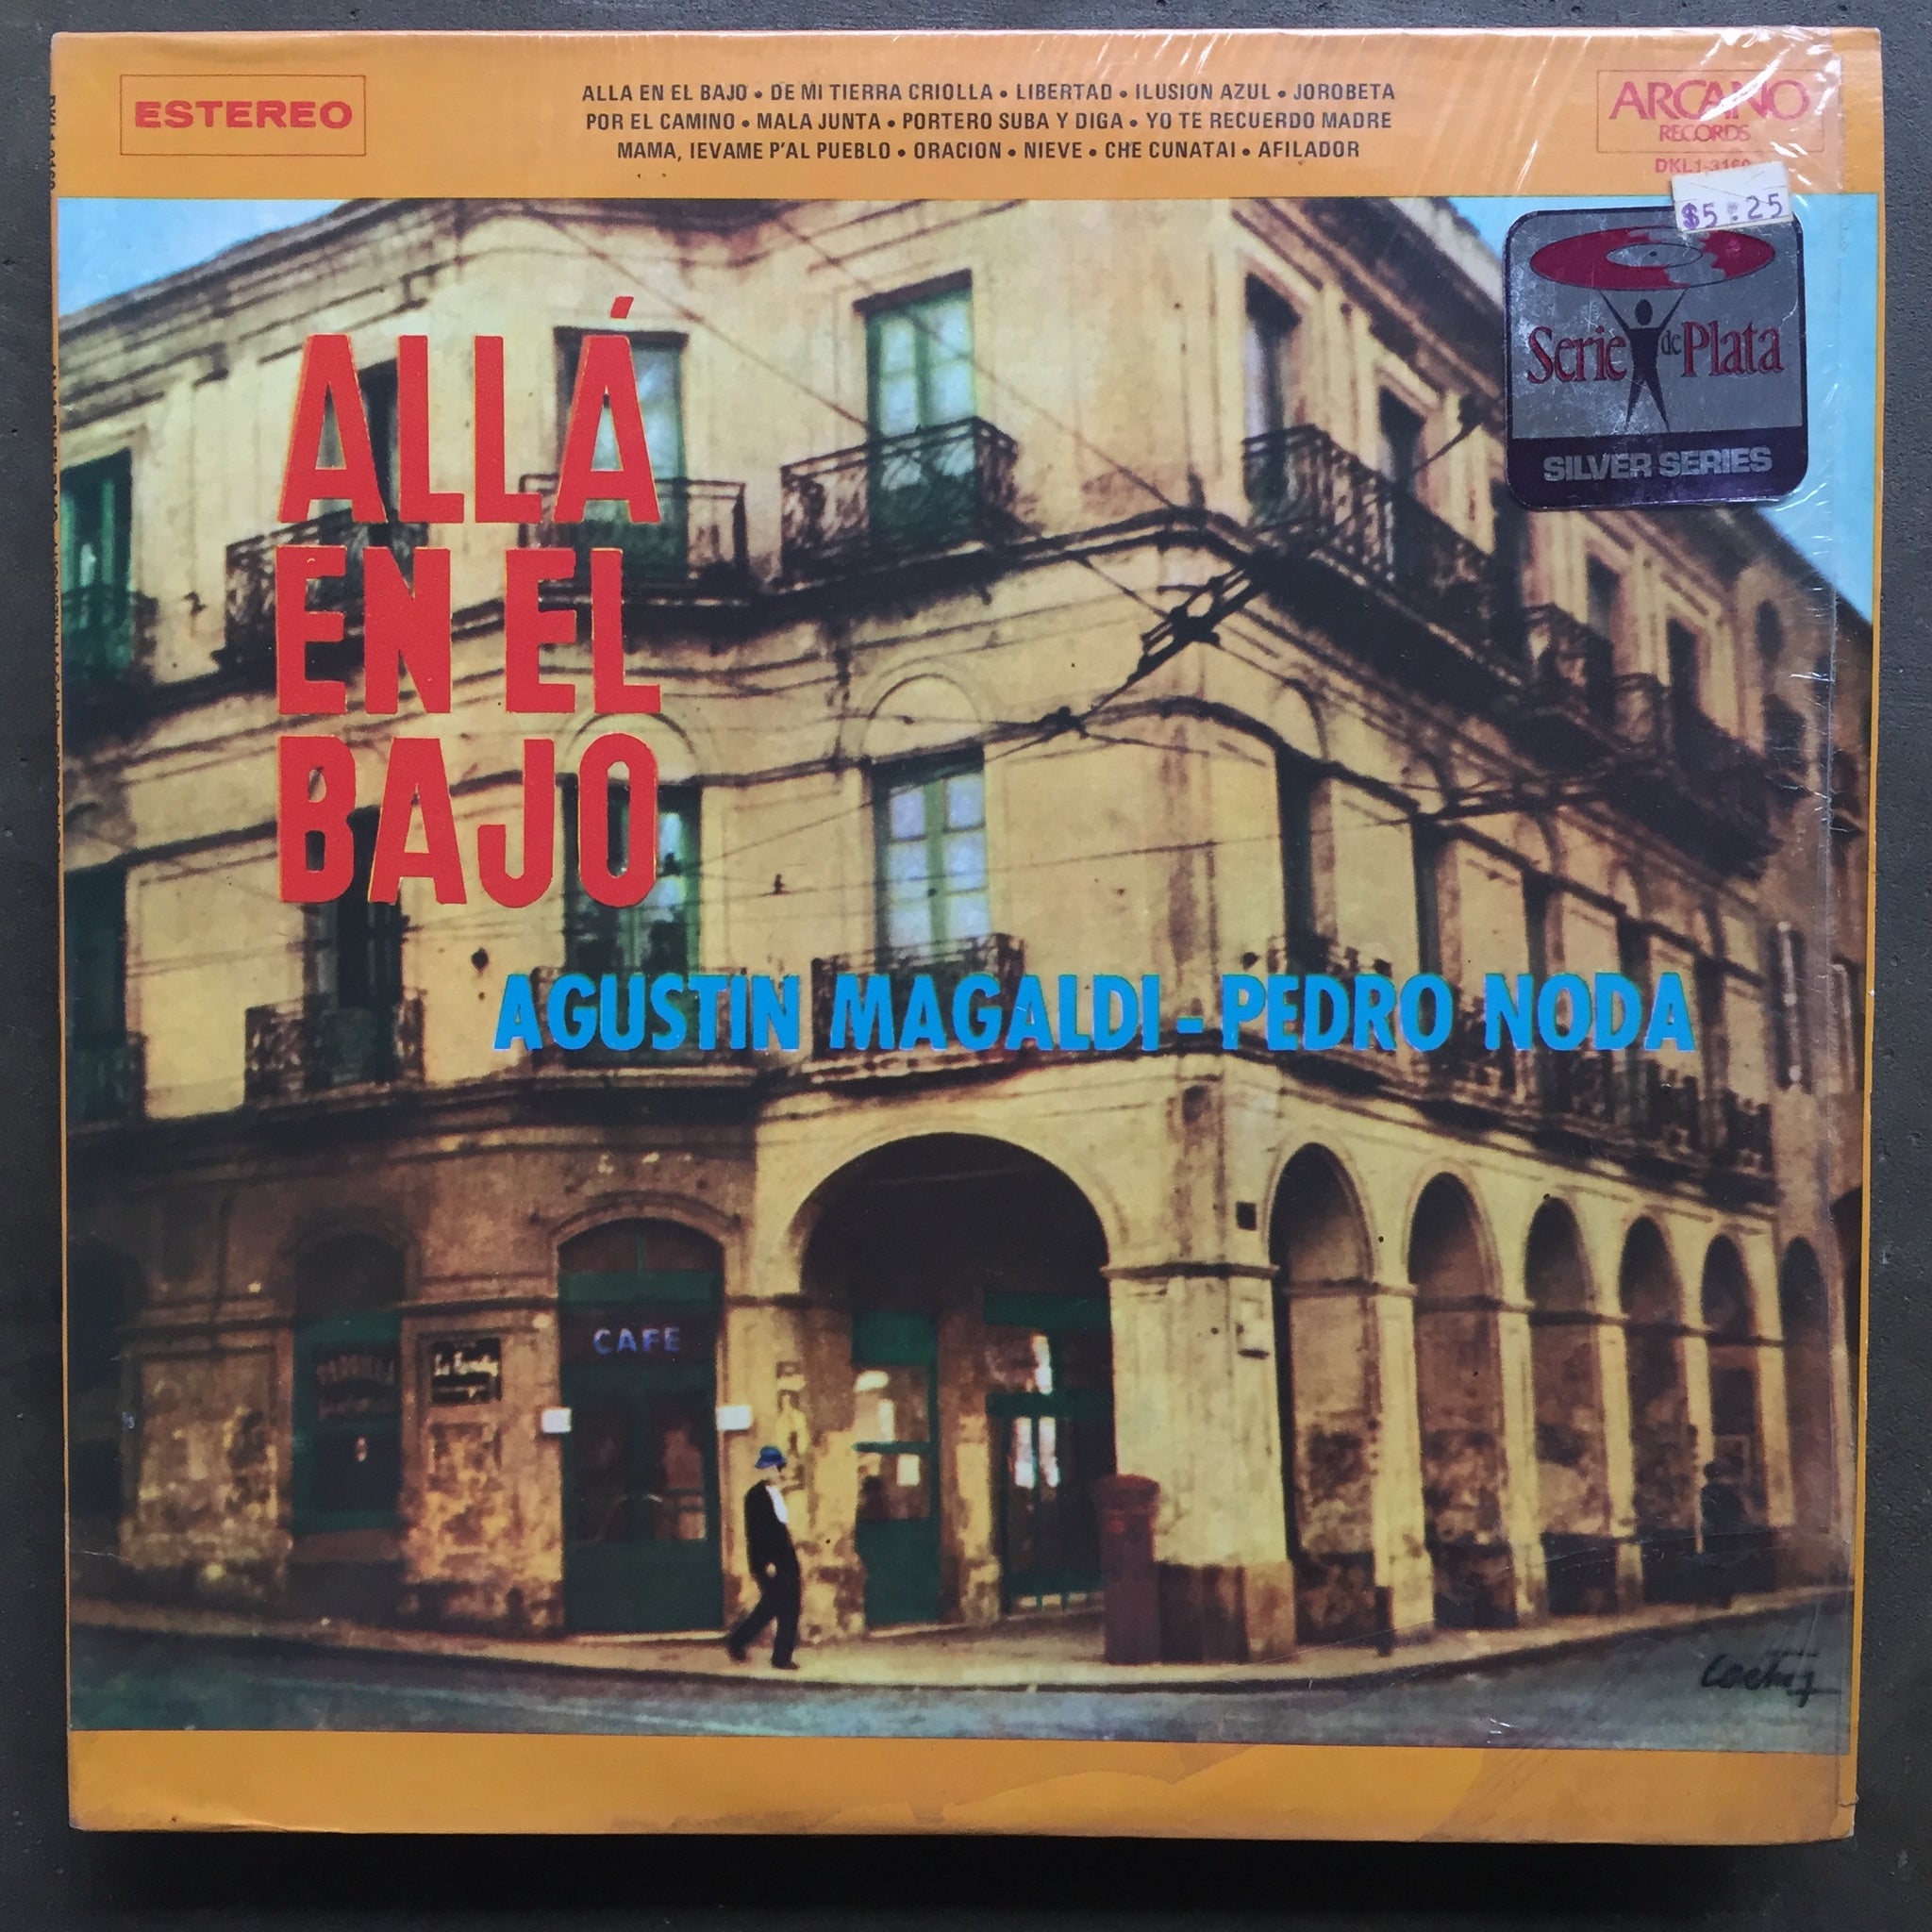 ESTEREO
ALLA EN EL BAJO • DE MI TIERRA CRIOLLA • LIBERTAD • ILUSION AZUL • JOROBETA
POR EL CAMINO • MALA JUNTA • PORTERO SUBA Y DIGA • YO TE RECUERDO MADRE
MAMA, IEVAME P'AL PUEBLO • ORACION • NIEVE • CHE CUNATAI • AFILADOR
ARCANO
RECORDS
$5.25
Serie de Plata
SILVER SERIES
ALLÁ
EN EL
BAJO
AGUSTIN MAGALDI - PEDRO NODA
CAFE